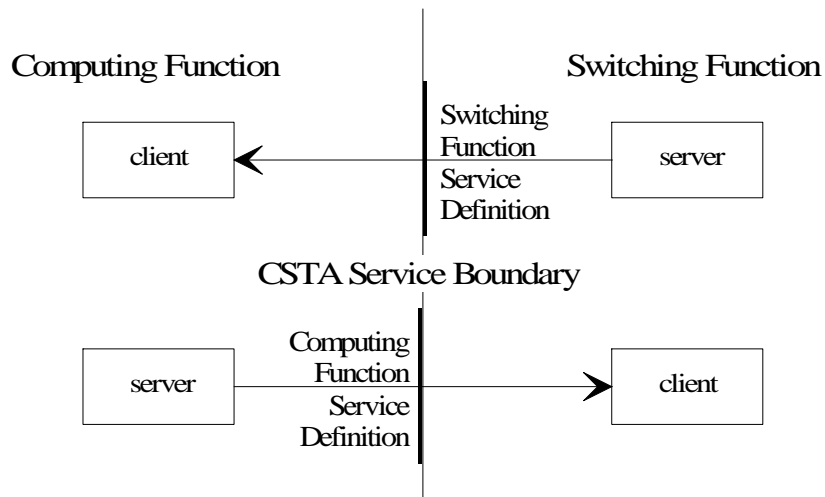 Computing Function
Switching Function
client
Switching
Function
Service
Definition
server
CSTA Service Boundary
server
Computing
Function
Service
Definition
client